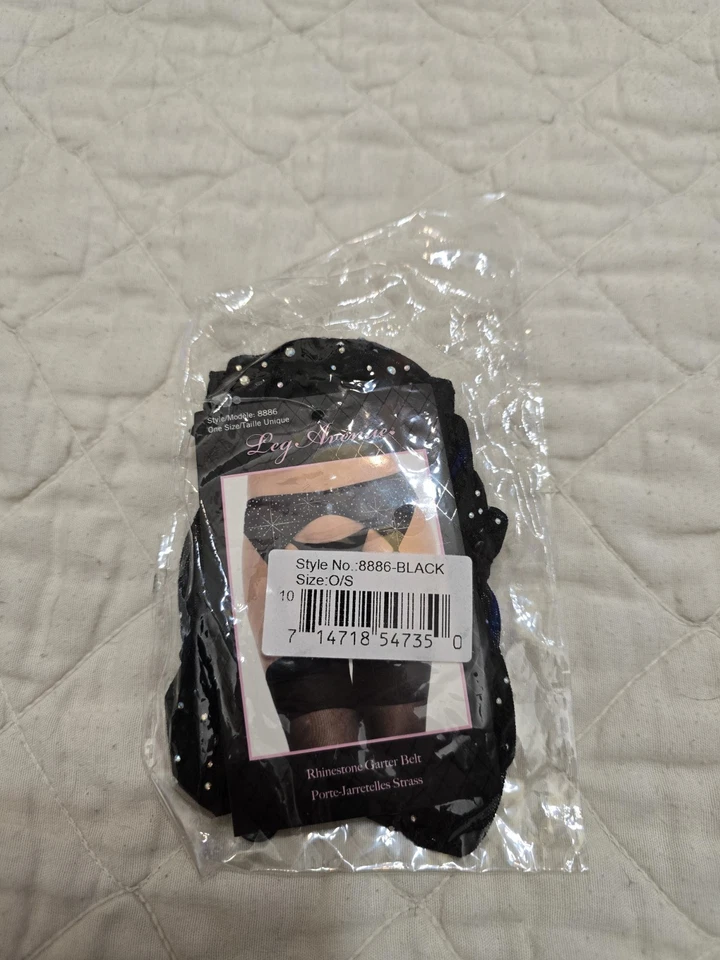 Style/Modèle: 8886
One Size/Taille Unique
Leg Avenue
Style No.:8886-BLACK
Size:O/S
10
7 14718 54735 0
Rhinestone Garter Belt
Porte-Jarretelles Strass